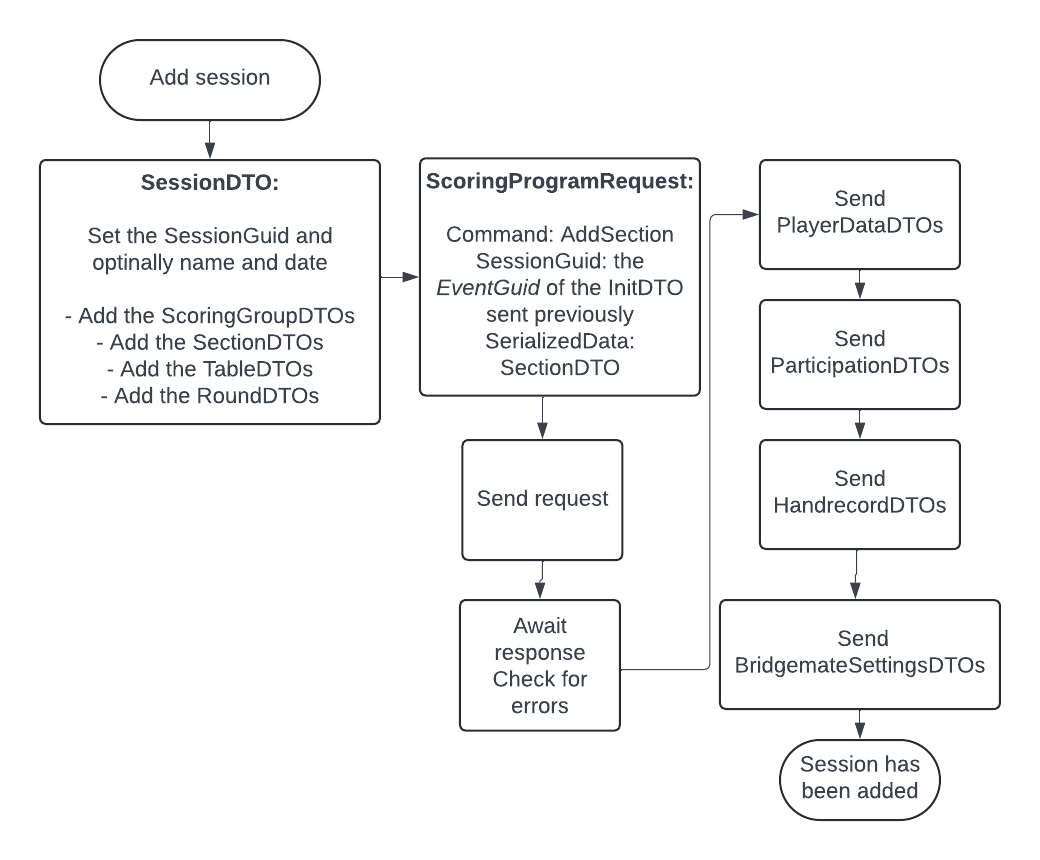 Add session
SessionDTO:
Set the SessionGuid and
optinally name and date
- Add the ScoringGroupDTOs
- Add the SectionDTOs
- Add the TableDTOs
- Add the RoundDTOs
ScoringProgramRequest:
Command: AddSection
SessionGuid: the
EventGuid of the InitDTO
sent previously
SerializedData:
SectionDTO
Send request
Await
response
Check for
errors
Send
PlayerDataDTOs
Send
ParticipationDTOs
Send
HandrecordDTOs
Send
BridgemateSettingsDTOs
Session has
been added